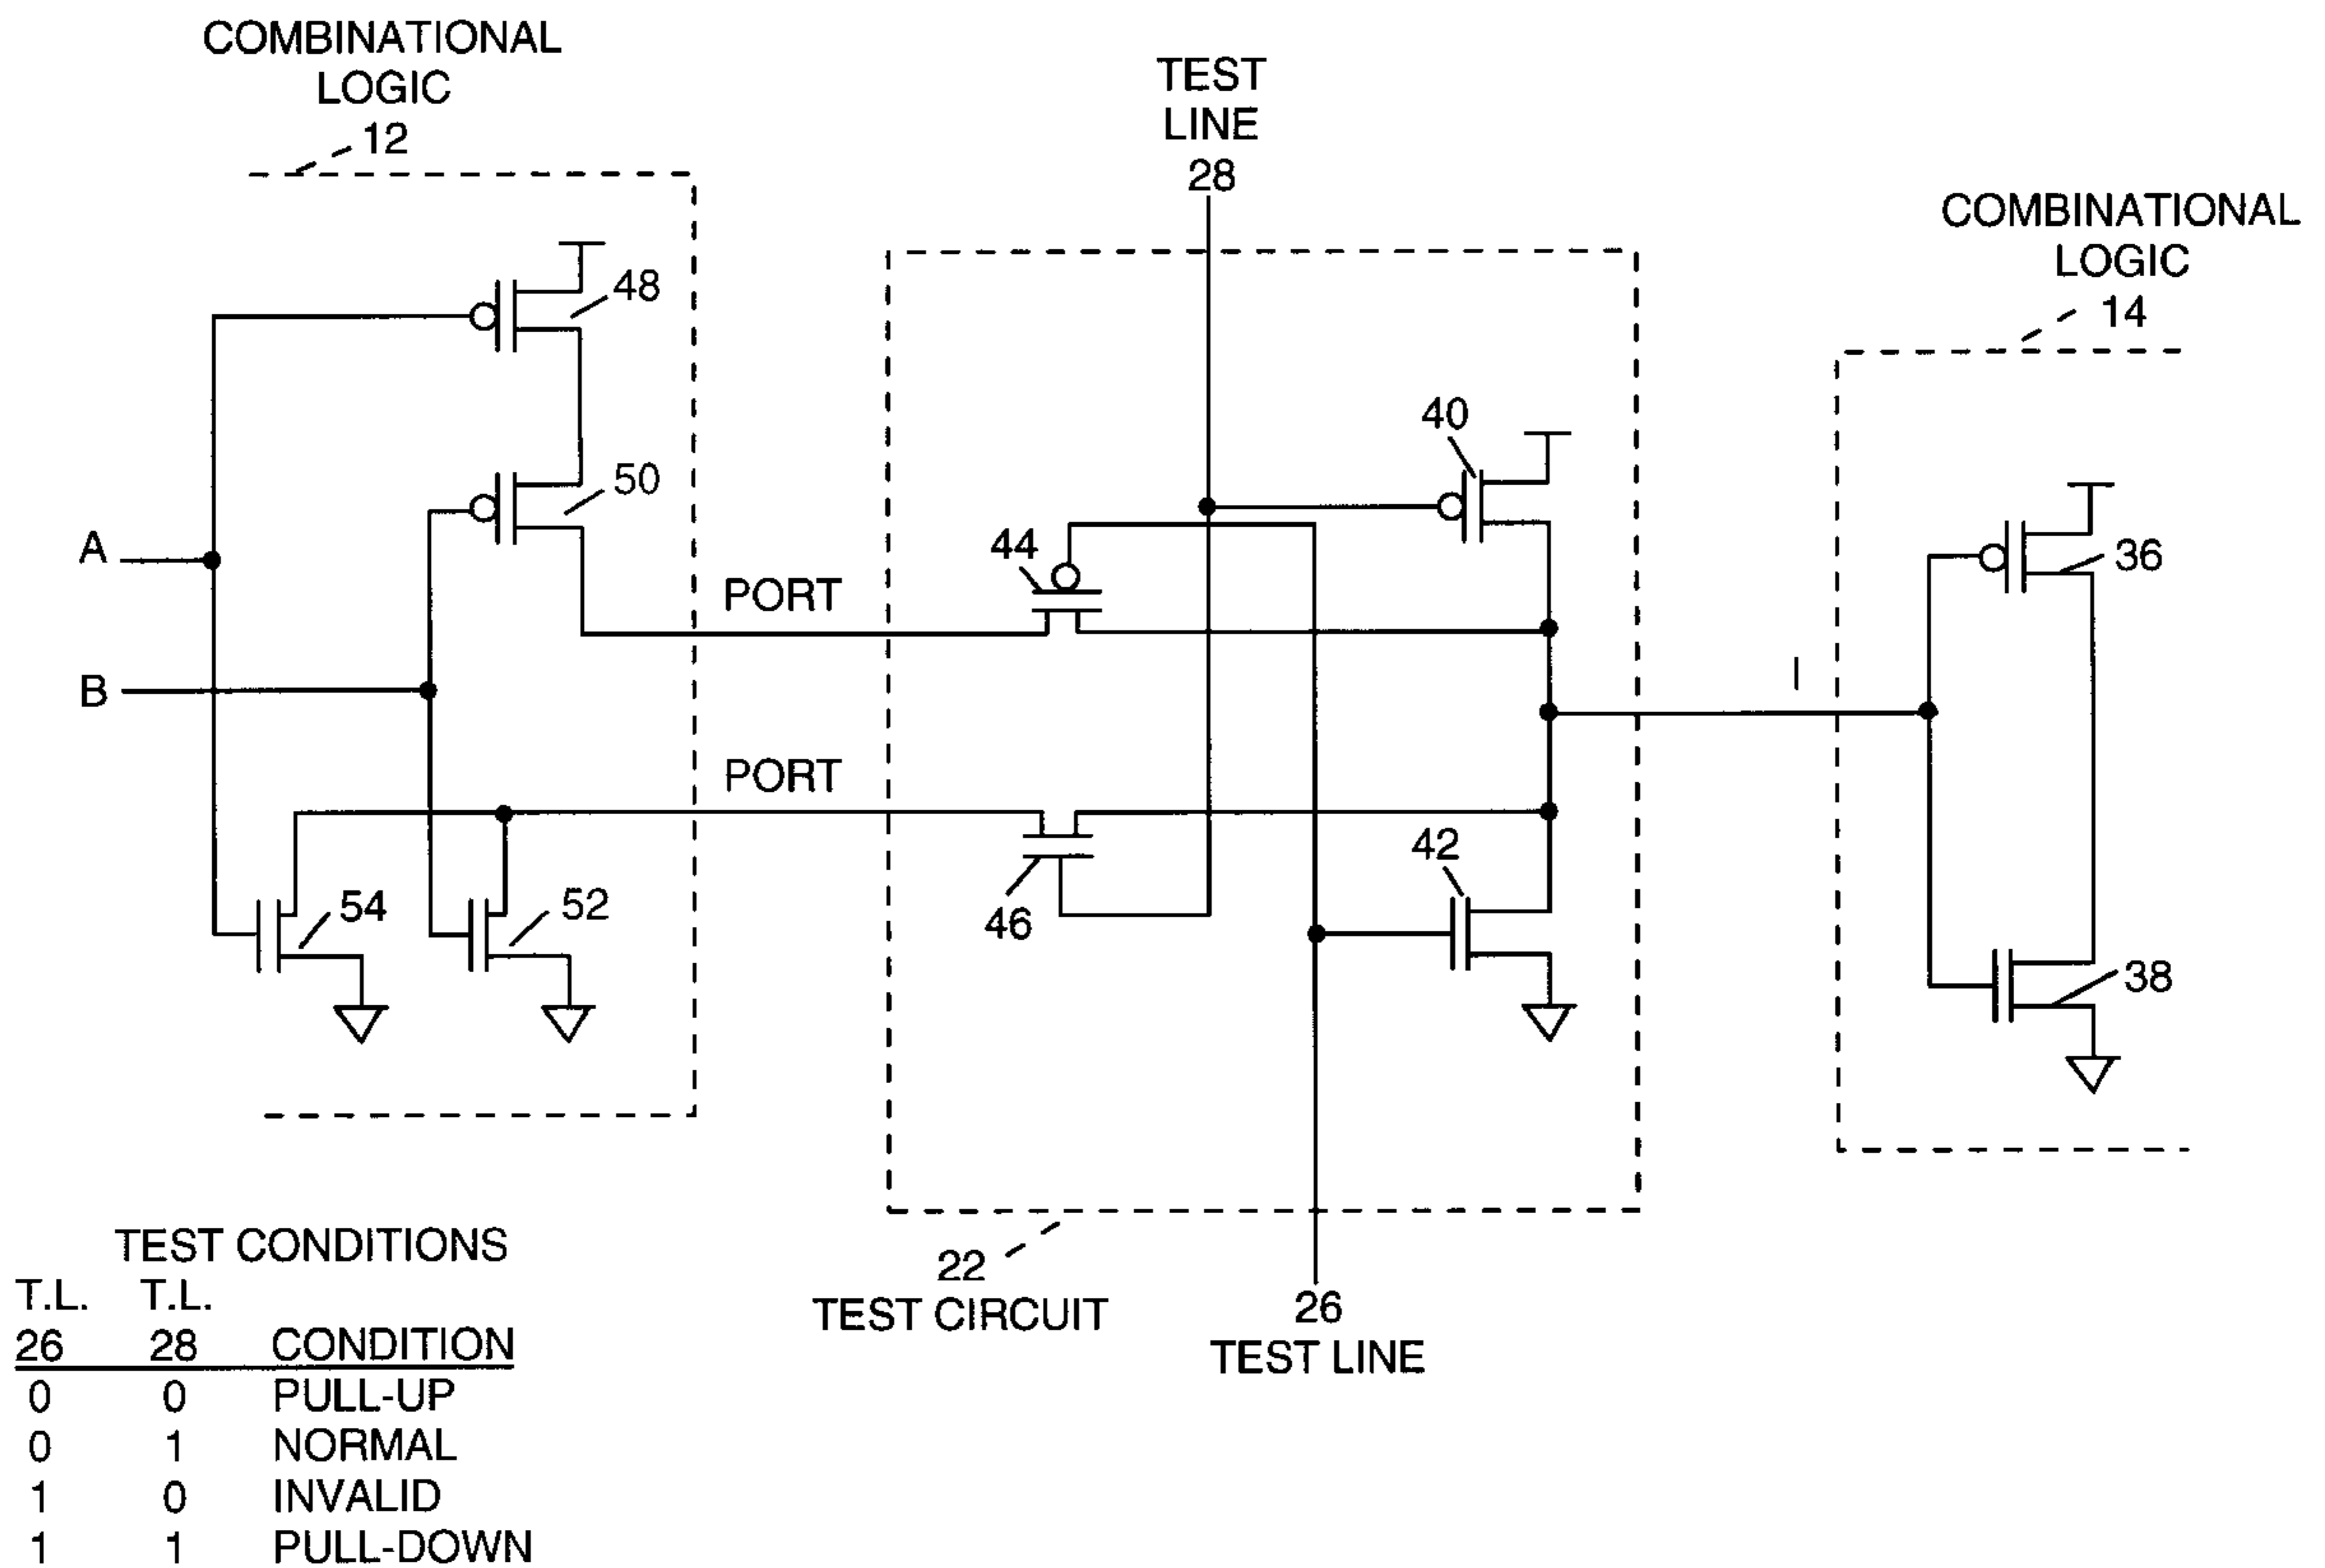 COMBINATIONAL
LOGIC
12
TEST
LINE
28
COMBINATIONAL
LOGIC
14
48
50
40
36
44
A
PORT
B
I
PORT
42
54
52
46
38
22
TEST CIRCUIT
26
TEST LINE
TEST CONDITIONS
T.L. T.L.
26 28 CONDITION
0 0 PULL-UP
0 1 NORMAL
1 0 INVALID
1 1 PULL-DOWN